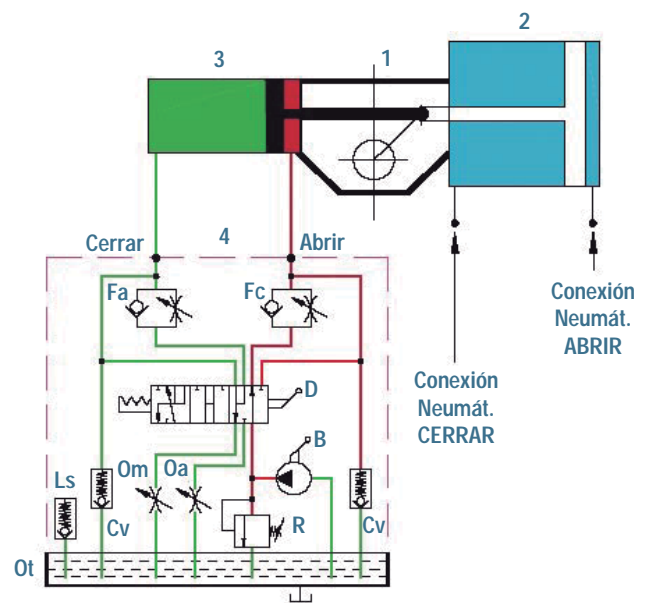 2
3
1
Cerrar
4
Abrir
Fa
Fc
Conexión
Neumát.
ABRIR
Conexión
Neumát.
CERRAR
D
B
Ls
Om
Oa
Cv
R
Cv
Ot